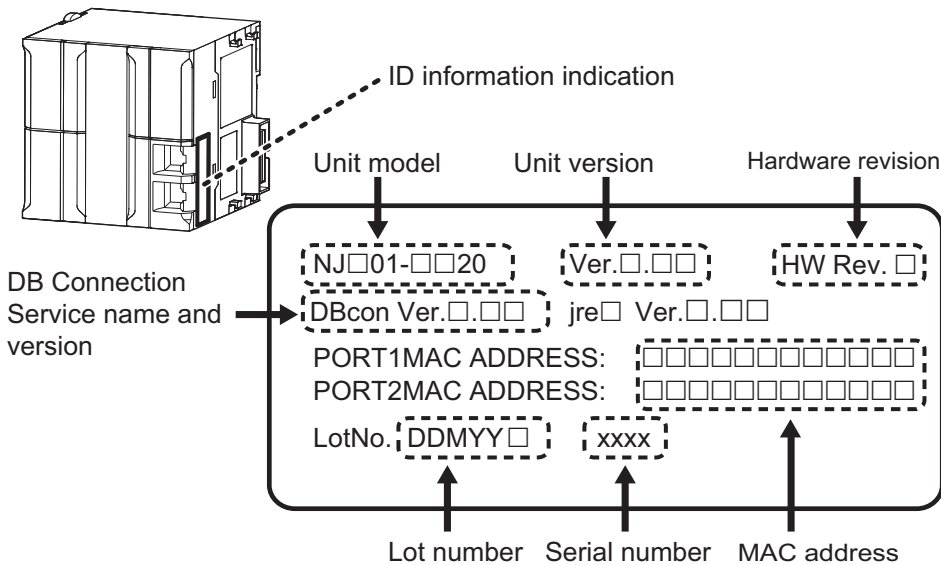 ID information indication
Unit model Unit version Hardware revision
NJ□01-□□20 Ver.□.□□ HW Rev. □
DB Connection
Service name and
version
DBcon Ver.□.□□ jre□ Ver.□.□□
PORT1MAC ADDRESS: □□□□□□□□□□□□
PORT2MAC ADDRESS: □□□□□□□□□□□□
LotNo. DDMYY□ xxxx
Lot number Serial number MAC address